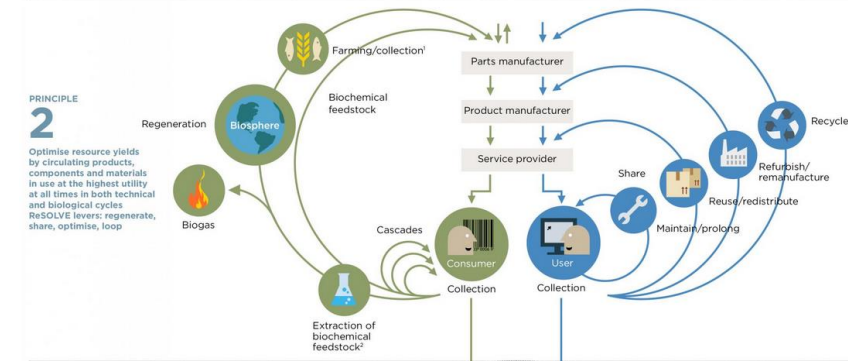 PRINCIPLE
2
Optimise resource yields
by circulating products,
components and materials
in use at the highest utility
at all times in both technical
and biological cycles
ReSOLVE levers: regenerate,
share, optimise, loop
Farming/collection¹
Biochemical
feedstock
Regeneration
Biosphere
Biogas
Cascades
Extraction of
biochemical
feedstock²
Parts manufacturer
Product manufacturer
Service provider
Consumer
Collection
User
Collection
Share
Maintain/prolong
Reuse/redistribute
Refurbish/
remanufacture
Recycle